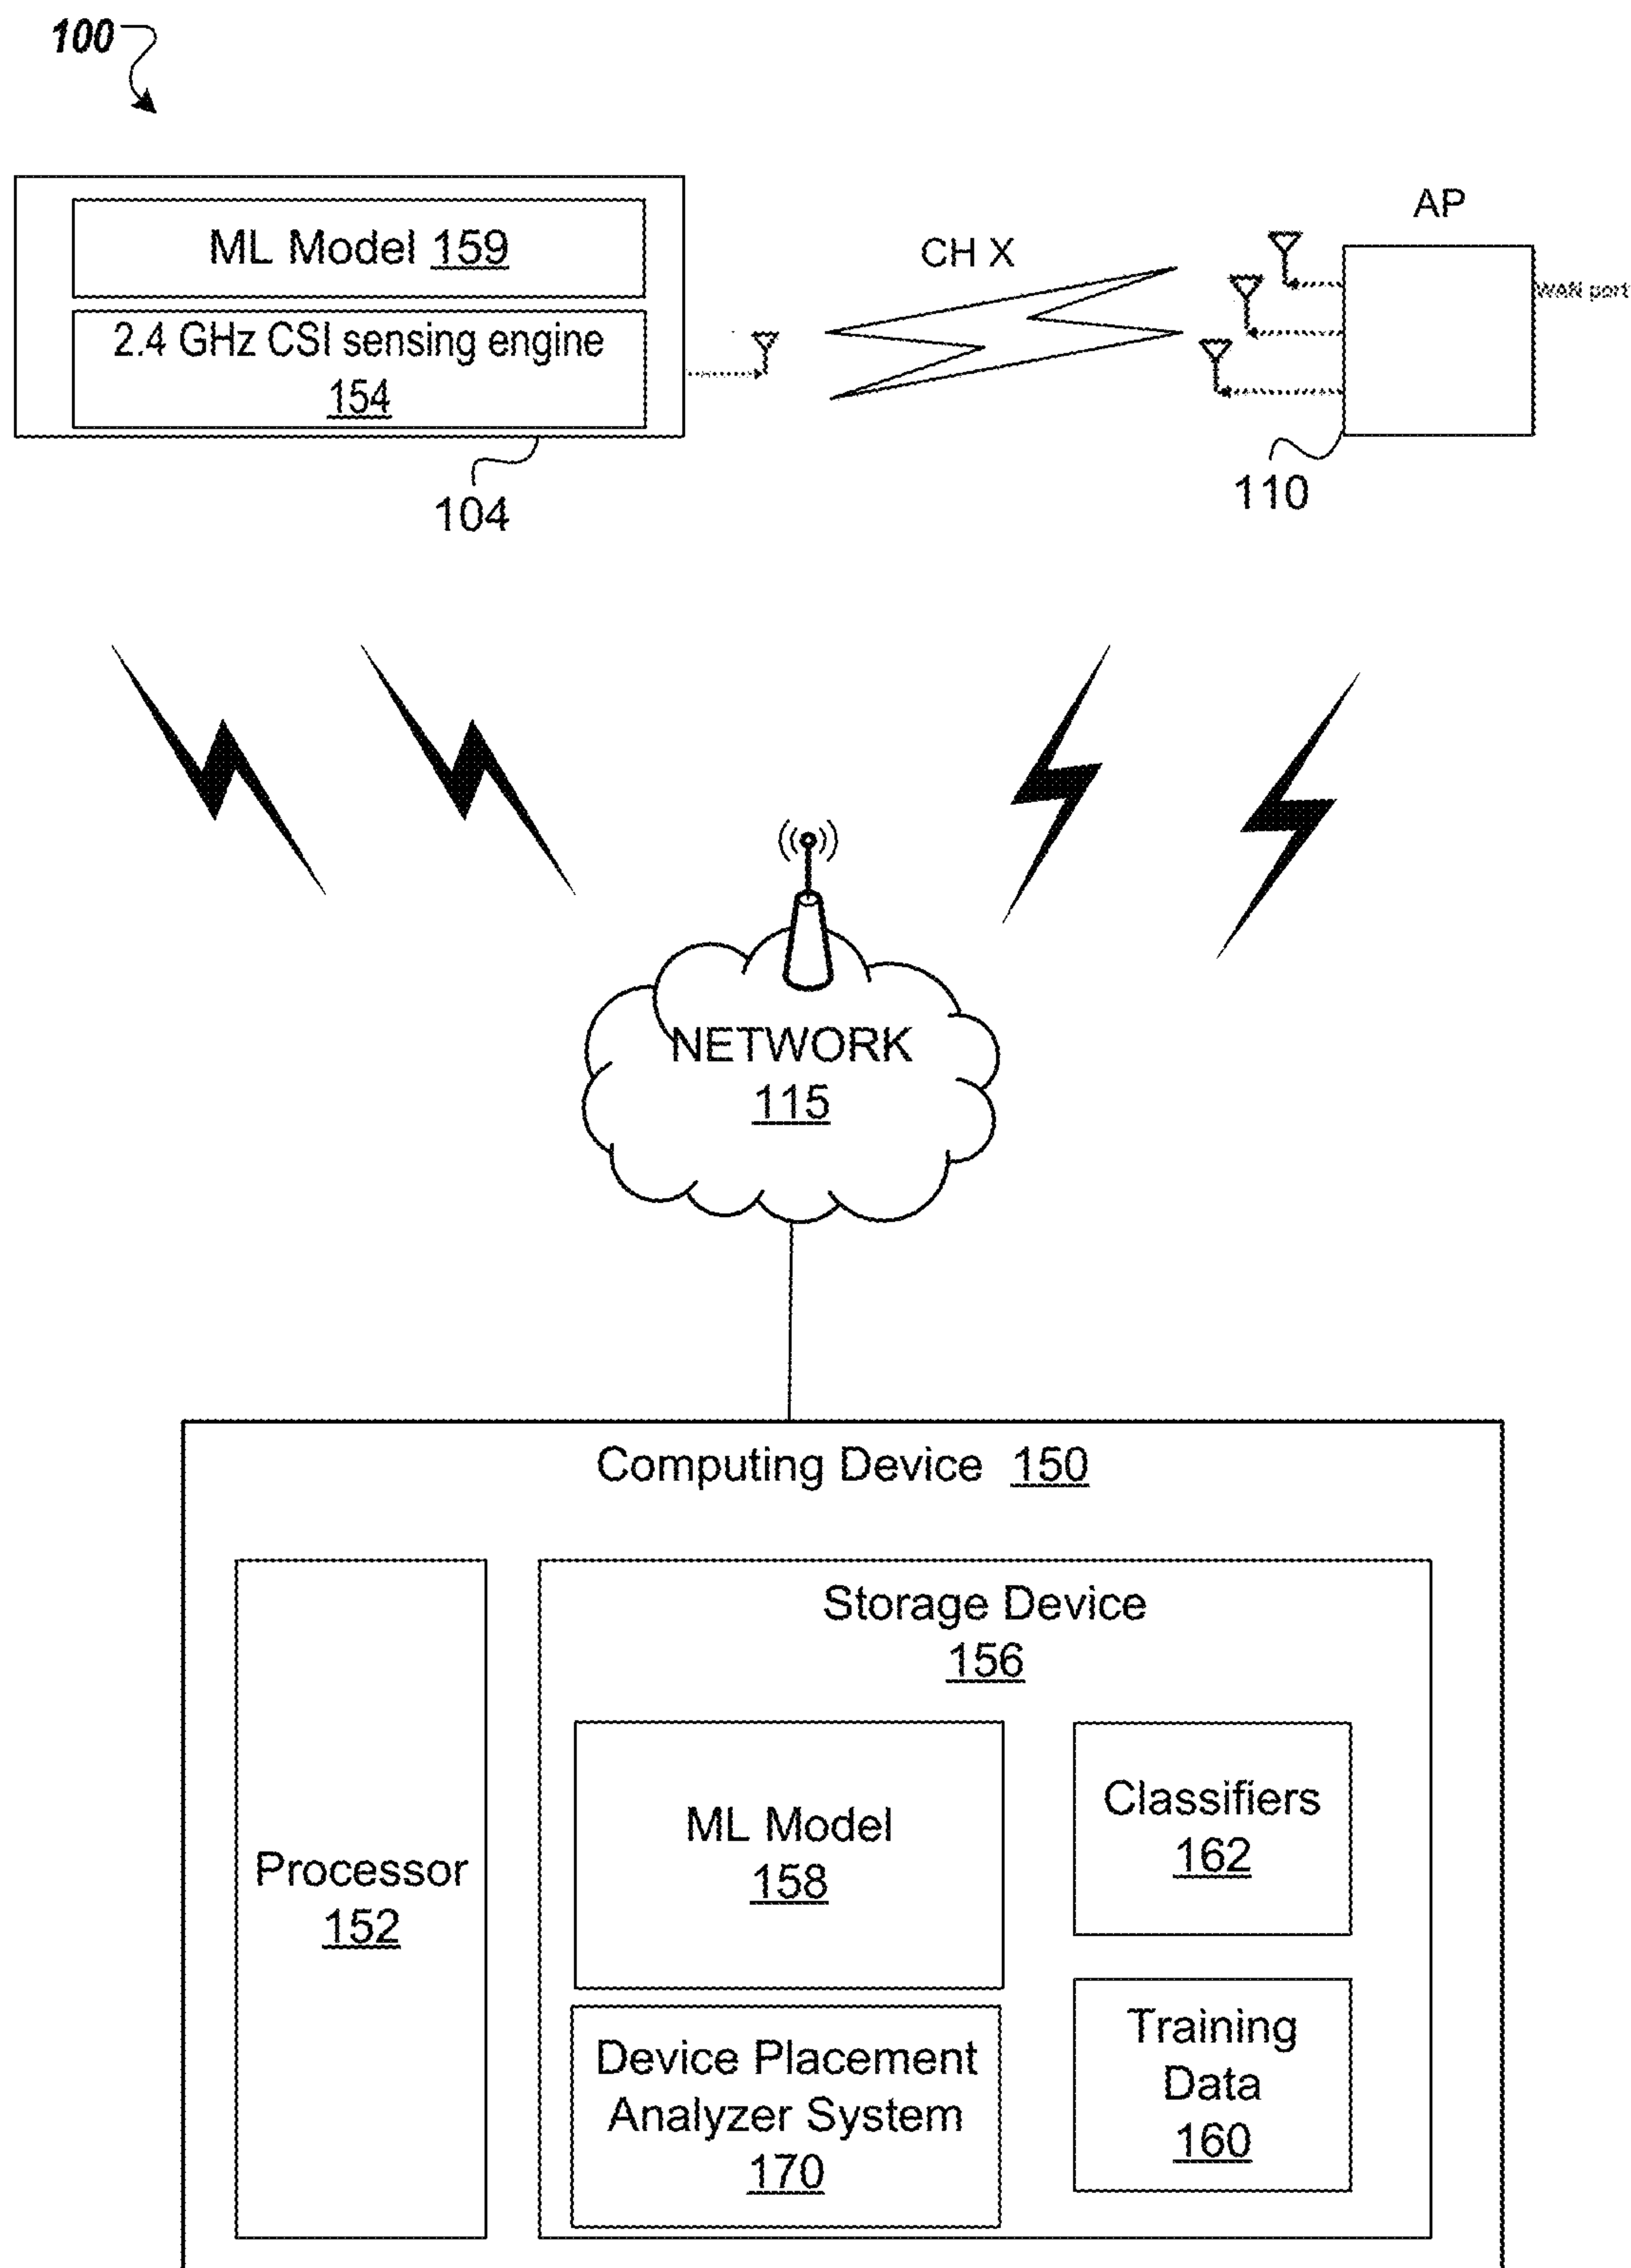 100
AP
ML Model 159
CH X
WAN port
2.4 GHz CSI sensing engine
154
104
110
NETWORK
115
Computing Device 150
Storage Device
156
ML Model
158
Classifiers
162
Processor
152
Device Placement
Analyzer System
170
Training
Data
160